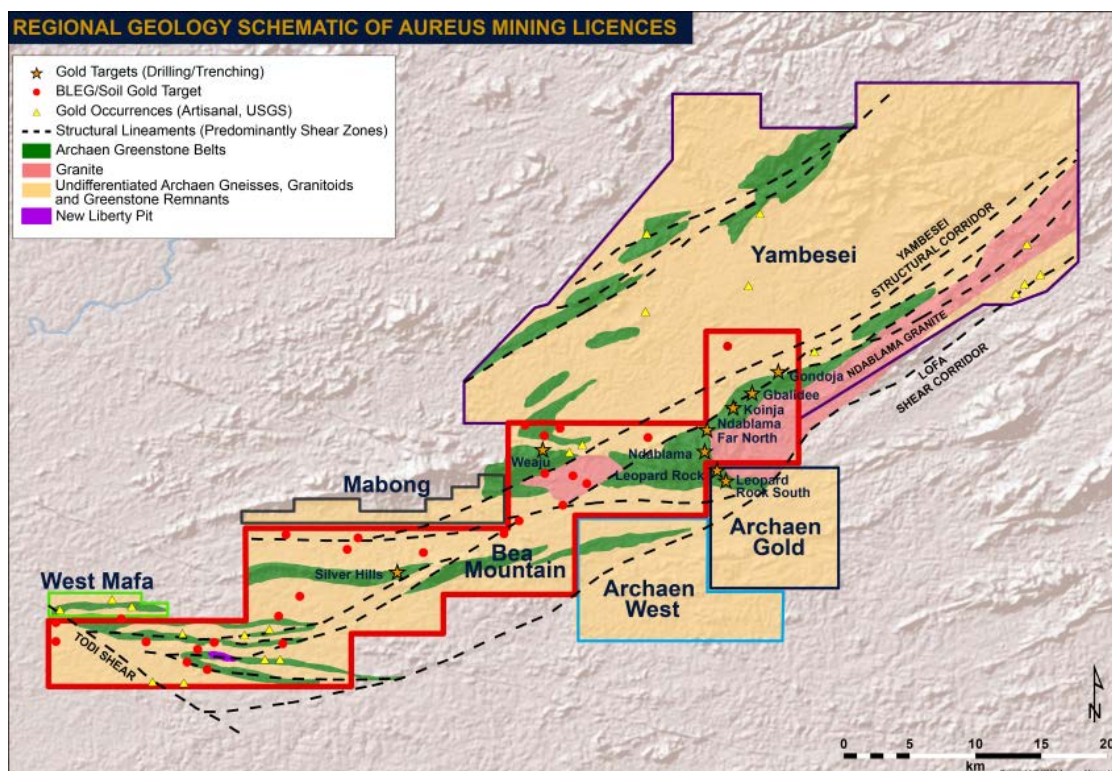 REGIONAL GEOLOGY SCHEMATIC OF AUREUS MINING LICENCES
Gold Targets (Drilling/Trenching)
BLEG/Soil Gold Target
Gold Occurrences (Artisanal, USGS)
Structural Lineaments (Predominantly Shear Zones)
Archaen Greenstone Belts
Granite
Undifferentiated Archaen Gneisses, Granitoids
and Greenstone Remnants
New Liberty Pit
Yambesei
YAMBESEI
STRUCTURAL CORRIDOR
NDABLAMA GRANITE
LOFA
SHEAR CORRIDOR
Gondoja
Gbalidee
Koinja
Ndablama
Far North
Ndablama
Weaju
Leopard Rock
Leopard
Rock South
Mabong
Archaen
Gold
Bea
Mountain
Silver Hills
Archaen
West
West Mafa
TODI SHEAR
N
0 5 10 15 20
km